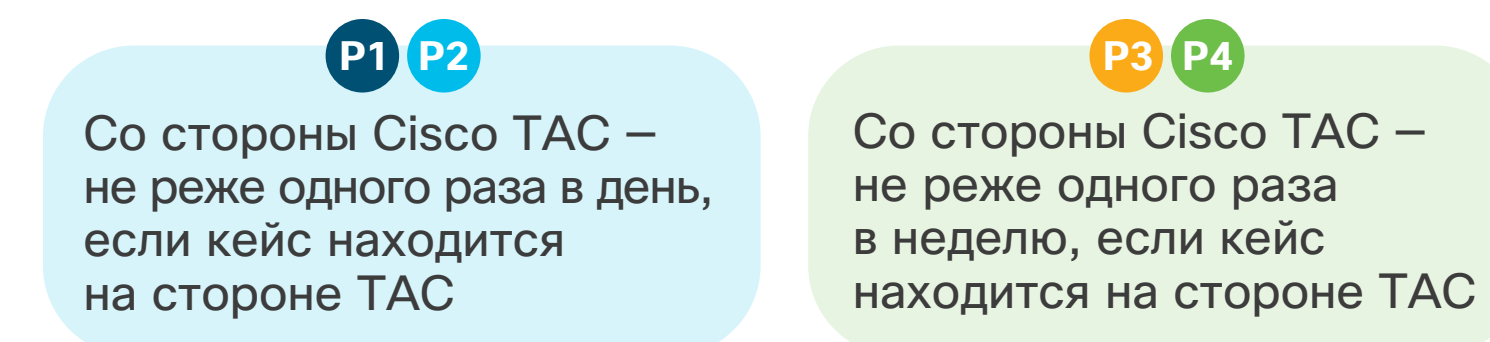 P1 P2
Со стороны Cisco TAC –
не реже одного раза в день,
если кейс находится
на стороне TAC
P3 P4
Со стороны Cisco TAC –
не реже одного раза
в неделю, если кейс
находится на стороне TAC